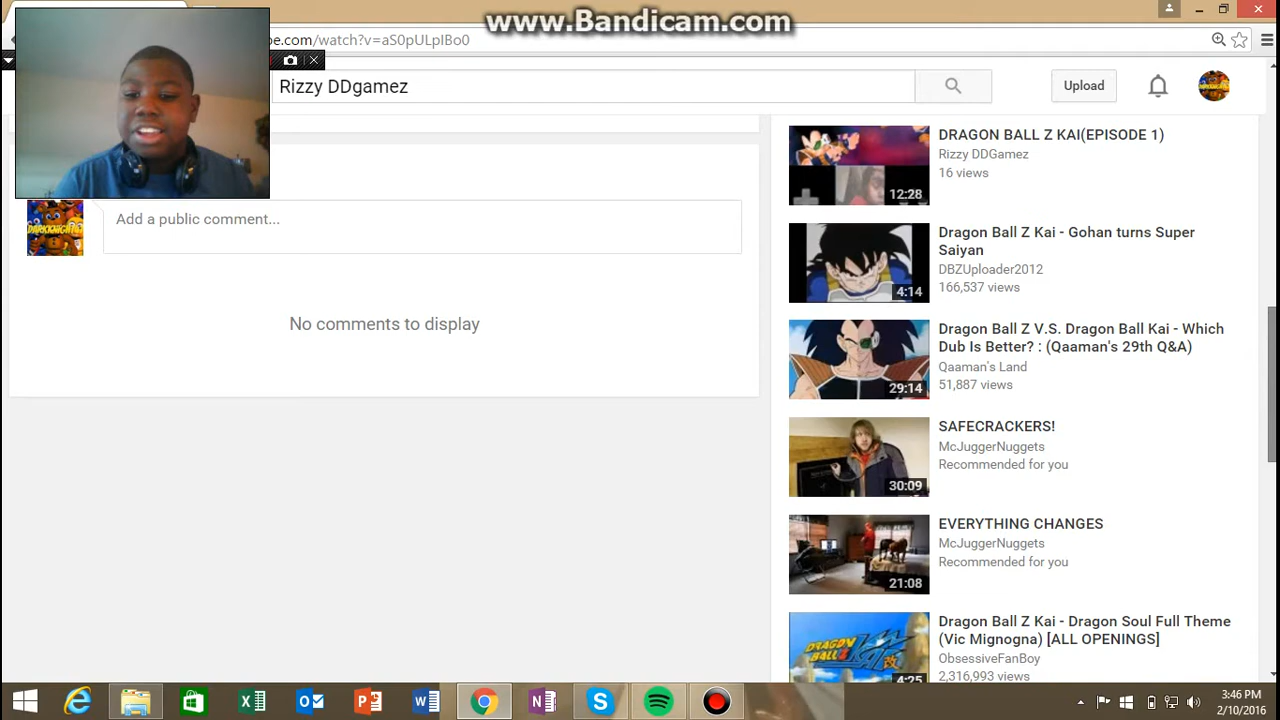 www.Bandicam.com
be.com/watch?v=aS0pULpIBo0
Rizzy DDgamez
Upload
DARKKNIGHT
Add a public comment...
No comments to display
DRAGON BALL Z KAI(EPISODE 1)
Rizzy DDGamez
16 views
12:28
Dragon Ball Z Kai - Gohan turns Super
Saiyan
DBZUploader2012
166,537 views
4:14
Dragon Ball Z V.S. Dragon Ball Kai - Which
Dub Is Better? : (Qaaman's 29th Q&A)
Qaaman's Land
51,887 views
29:14
SAFECRACKERS!
McJuggerNuggets
Recommended for you
30:09
EVERYTHING CHANGES
McJuggerNuggets
Recommended for you
21:08
Dragon Ball Z Kai - Dragon Soul Full Theme
(Vic Mignogna) [ALL OPENINGS]
ObsessiveFanBoy
2,316,993 views
4:25
DRAGON
BALL Z KAI
改
3:46 PM
2/10/2016